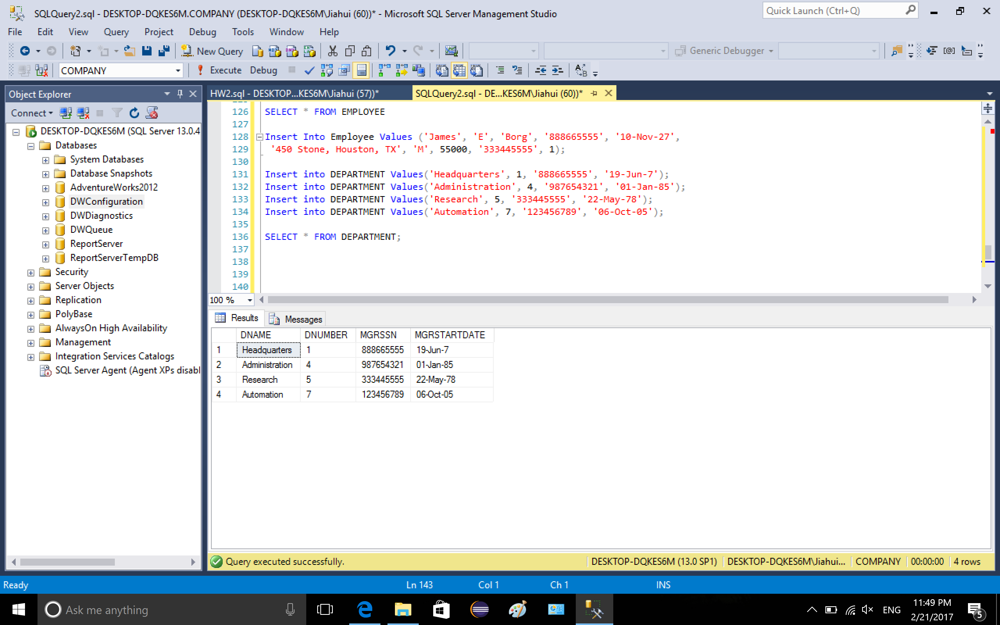 SQLQuery2.sql - DESKTOP-DQKES6M.COMPANY (DESKTOP-DQKES6M\Jiahui (60))* - Microsoft SQL Server Management Studio
Quick Launch (Ctrl+Q)
File Edit View Query Project Debug Tools Window Help
New Query
Generic Debugger
COMPANY
Execute Debug
Object Explorer
Connect
DESKTOP-DQKES6M (SQL Server 13.0.4
Databases
System Databases
Database Snapshots
AdventureWorks2012
DWConfiguration
DWDiagnostics
DWQueue
ReportServer
ReportServerTempDB
Security
Server Objects
Replication
PolyBase
AlwaysOn High Availability
Management
Integration Services Catalogs
SQL Server Agent (Agent XPs disabl
HW2.sql - DESKTOP...KES6M\Jiahui (57))*
SQLQuery2.sql - DE...KES6M\Jiahui (60))*
126 SELECT * FROM EMPLOYEE
127
128 Insert Into Employee Values ('James', 'E', 'Borg', '888665555', '10-Nov-27',
129 '450 Stone, Houston, TX', 'M', 55000, '333445555', 1);
130
131 Insert into DEPARTMENT Values('Headquarters', 1, '888665555', '19-Jun-7');
132 Insert into DEPARTMENT Values('Administration', 4, '987654321', '01-Jan-85');
133 Insert into DEPARTMENT Values('Research', 5, '333445555', '22-May-78');
134 Insert into DEPARTMENT Values('Automation', 7, '123456789', '06-Oct-05');
135
136 SELECT * FROM DEPARTMENT;
137
138
139
140
100 %
Results Messages
DNAME DNUMBER MGRSSN MGRSTARTDATE
1 Headquarters 1 888665555 19-Jun-7
2 Administration 4 987654321 01-Jan-85
3 Research 5 333445555 22-May-78
4 Automation 7 123456789 06-Oct-05
Query executed successfully.
DESKTOP-DQKES6M (13.0 SP1) DESKTOP-DQKES6M\Jiahui... COMPANY 00:00:00 4 rows
Ready Ln 143 Col 1 Ch 1 INS
Ask me anything
ENG
11:49 PM
2/21/2017
5